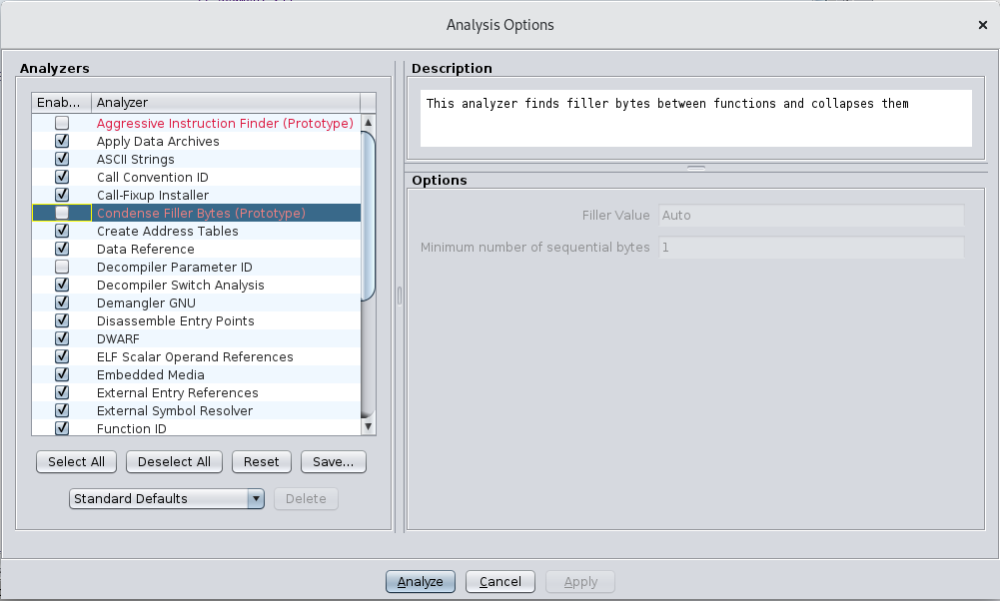 Analysis Options
Analyzers
Enab...
Analyzer
Aggressive Instruction Finder (Prototype)
Apply Data Archives
ASCII Strings
Call Convention ID
Call-Fixup Installer
Condense Filler Bytes (Prototype)
Create Address Tables
Data Reference
Decompiler Parameter ID
Decompiler Switch Analysis
Demangler GNU
Disassemble Entry Points
DWARF
ELF Scalar Operand References
Embedded Media
External Entry References
External Symbol Resolver
Function ID
Select All
Deselect All
Reset
Save...
Standard Defaults
Delete
Description
This analyzer finds filler bytes between functions and collapses them
Options
Filler Value
Auto
Minimum number of sequential bytes
1
Analyze
Cancel
Apply